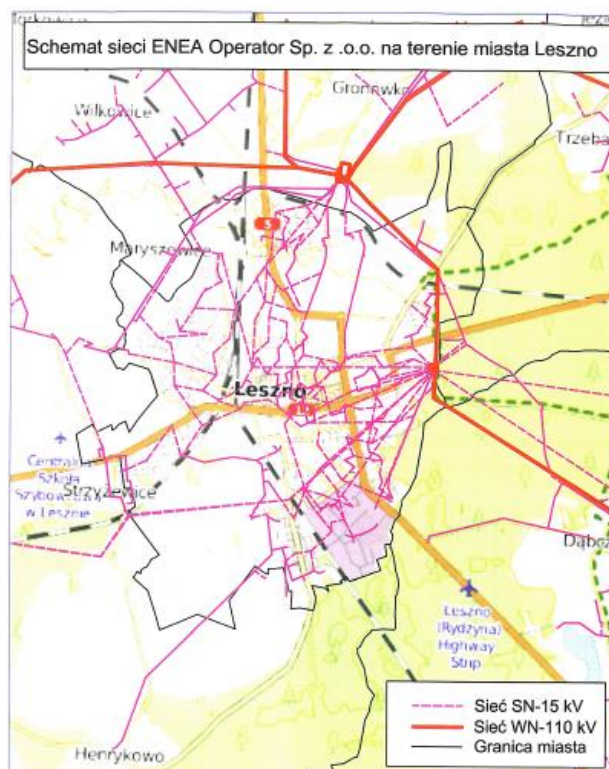 Schemat sieci ENEA Operator Sp. z .o.o. na terenie miasta Leszno
Gronówko
Wilkowice
Trzeba
5
Maryszewice
Leszno
Centralna
Szkoła
w Lesznie
Strzyżewice
Dąbcz
Leszno
(Rydzyna)
Highway
Strip
Henrykowo
Sieć SN-15 kV
Sieć WN-110 kV
Granica miasta